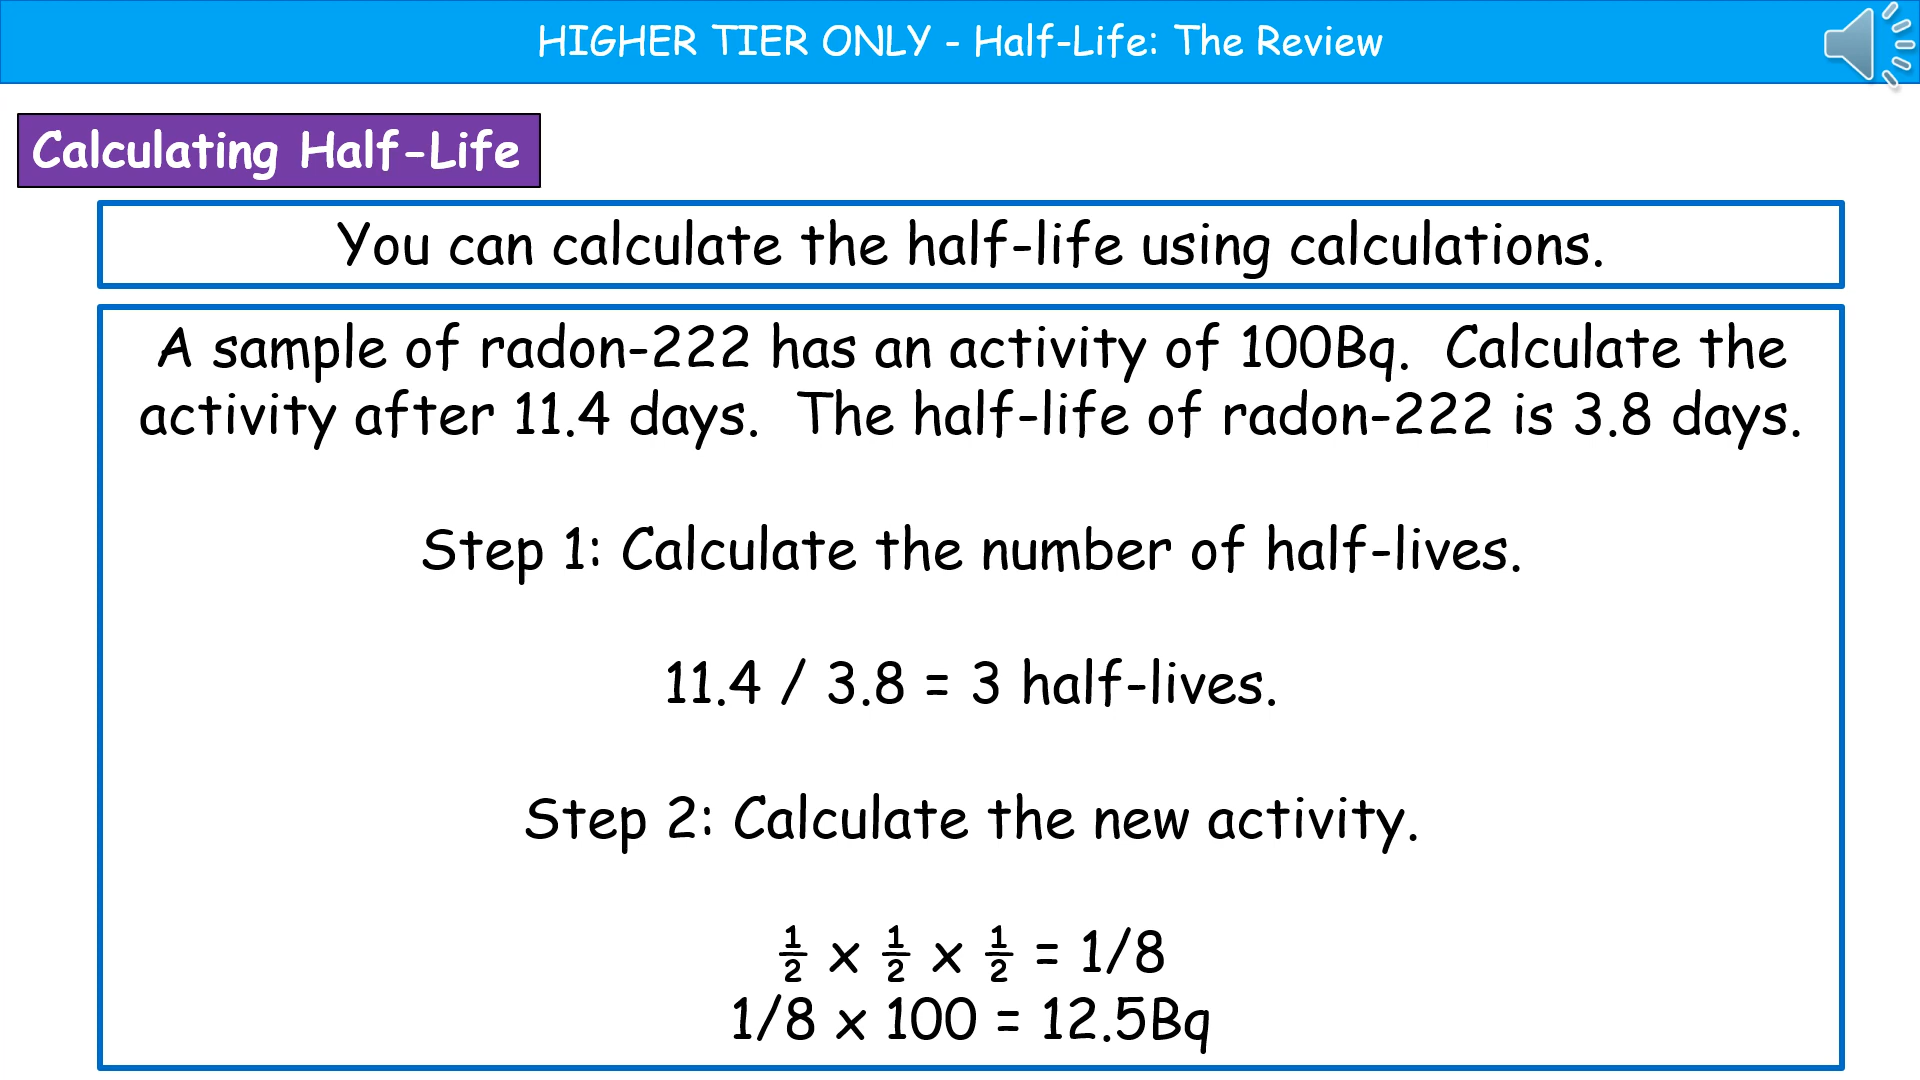 HIGHER TIER ONLY - Half-Life: The Review
Calculating Half-Life
You can calculate the half-life using calculations.
A sample of radon-222 has an activity of 100Bq. Calculate the
activity after 11.4 days. The half-life of radon-222 is 3.8 days.
Step 1: Calculate the number of half-lives.
11.4 / 3.8 = 3 half-lives.
Step 2: Calculate the new activity.
½ x ½ x ½ = 1/8
1/8 x 100 = 12.5Bq